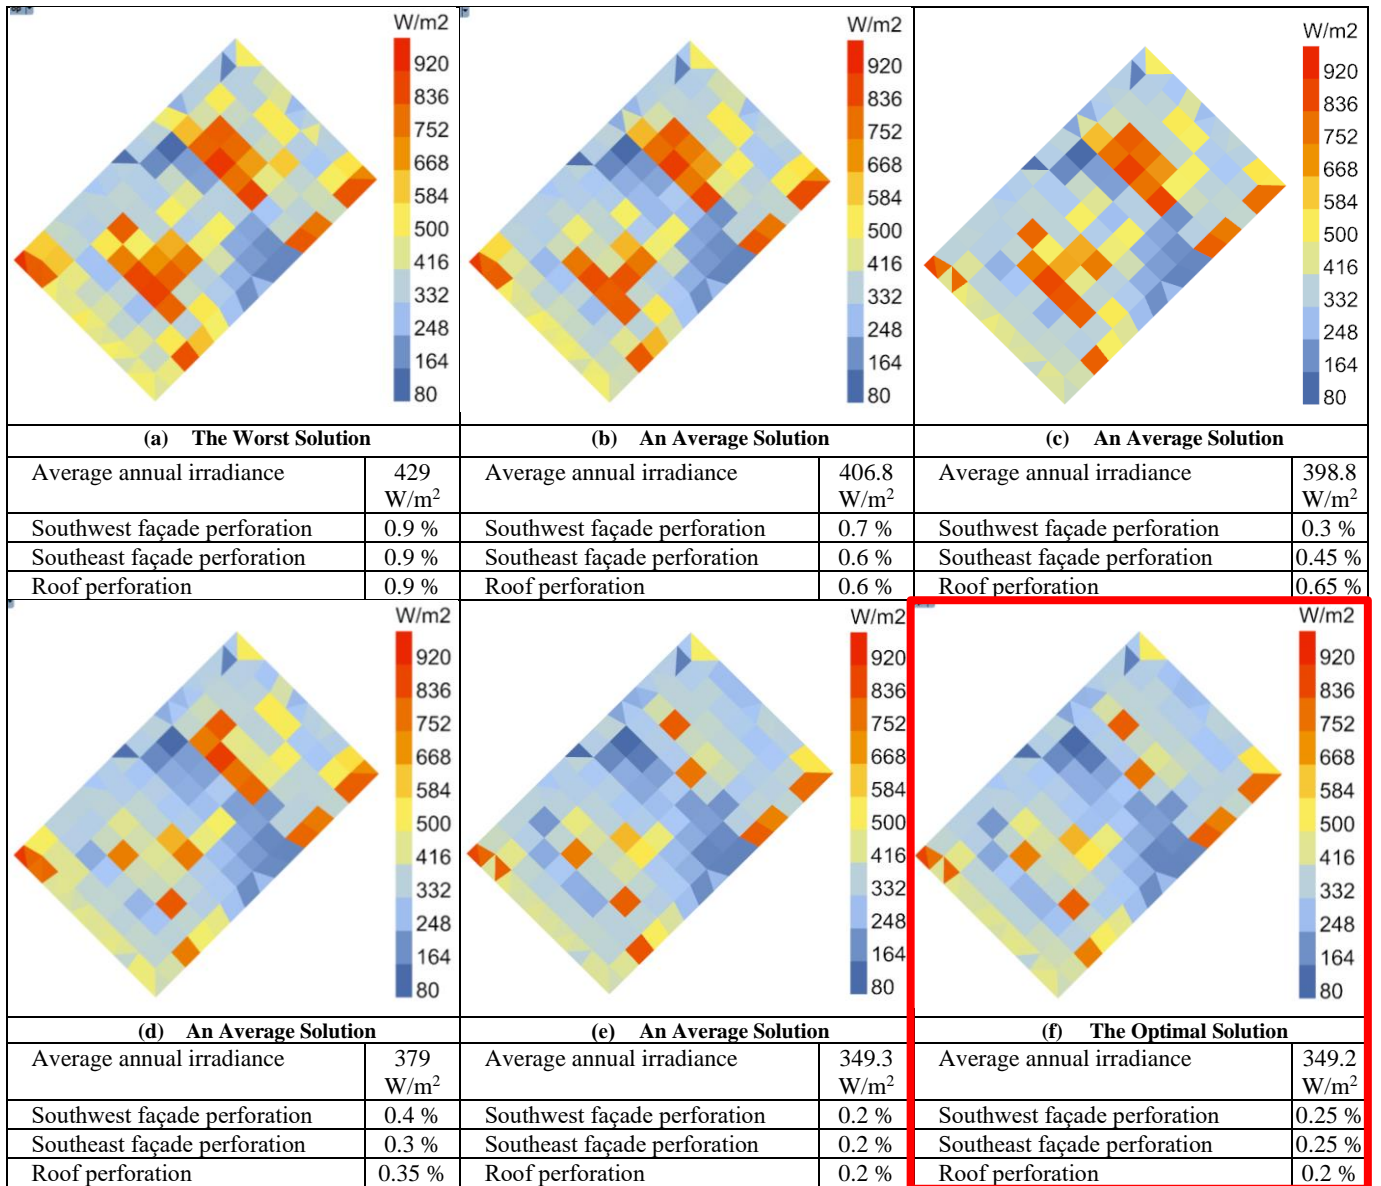 W/m2
920
836
752
668
584
500
416
332
248
164
80
W/m2
920
836
752
668
584
500
416
332
248
164
80
W/m2
920
836
752
668
584
500
416
332
248
164
80
(a) The Worst Solution
(b) An Average Solution
(c) An Average Solution
Average annual irradiance 429 W/m²
Southwest façade perforation 0.9 %
Southeast façade perforation 0.9 %
Roof perforation 0.9 %
Average annual irradiance 406.8 W/m²
Southwest façade perforation 0.7 %
Southeast façade perforation 0.6 %
Roof perforation 0.6 %
Average annual irradiance 398.8 W/m²
Southwest façade perforation 0.3 %
Southeast façade perforation 0.45 %
Roof perforation 0.65 %
W/m2
920
836
752
668
584
500
416
332
248
164
80
W/m2
920
836
752
668
584
500
416
332
248
164
80
W/m2
920
836
752
668
584
500
416
332
248
164
80
(d) An Average Solution
(e) An Average Solution
(f) The Optimal Solution
Average annual irradiance 379 W/m²
Southwest façade perforation 0.4 %
Southeast façade perforation 0.3 %
Roof perforation 0.35 %
Average annual irradiance 349.3 W/m²
Southwest façade perforation 0.2 %
Southeast façade perforation 0.2 %
Roof perforation 0.2 %
Average annual irradiance 349.2 W/m²
Southwest façade perforation 0.25 %
Southeast façade perforation 0.25 %
Roof perforation 0.2 %